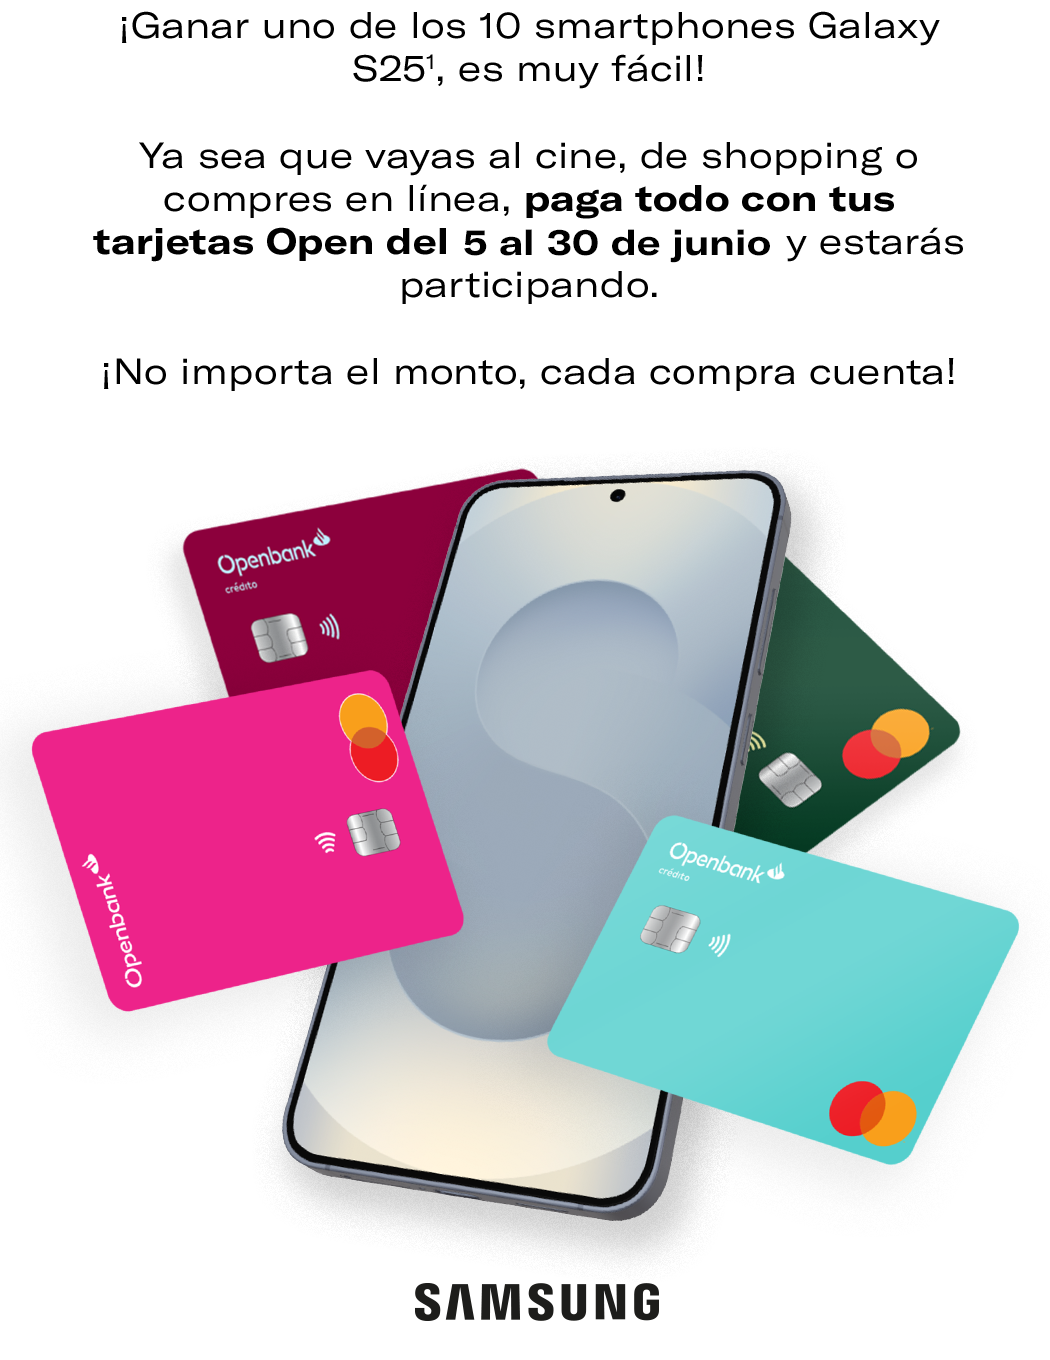 ¡Ganar uno de los 10 smartphones Galaxy
S25¹, es muy fácil!
Ya sea que vayas al cine, de shopping o
compres en línea, paga todo con tus
tarjetas Open del 5 al 30 de junio y estarás
participando.
¡No importa el monto, cada compra cuenta!
Openbank
crédito
Openbank
Openbank
crédito
SAMSUNG